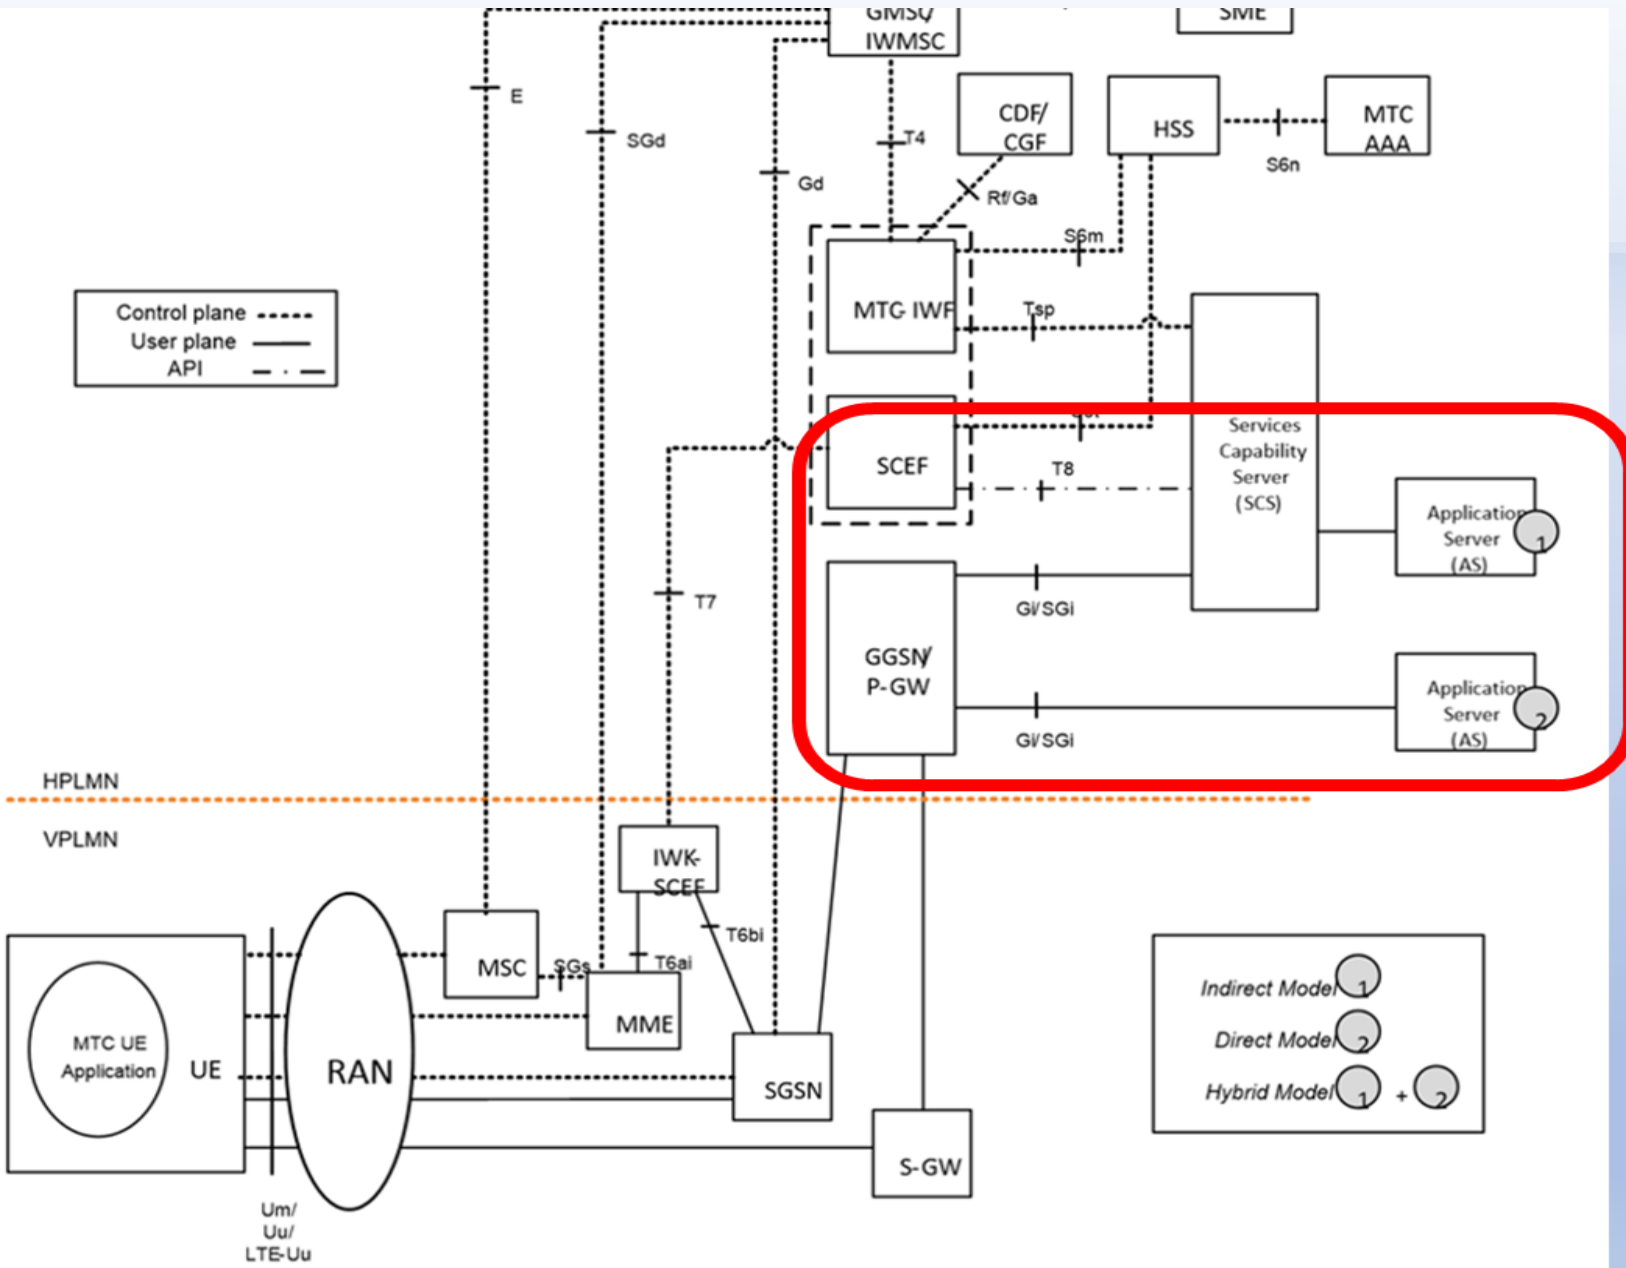 GMSC/
IWMSC
SME
E
SGd
Gd
T4
CDF/
CGF
Rf/Ga
HSS
S6n
MTC
AAA
S6m
Control plane
User plane
API
MTC-IWF
Tsp
SCEF
T8
Services
Capability
Server
(SCS)
Application
Server
(AS)
1
T7
Gi/SGi
GGSN/
P-GW
Gi/SGi
Application
Server
(AS)
2
HPLMN
VPLMN
IWK-
SCEF
T6bi
T6ai
SGs
MSC
MME
MTC UE
Application
UE
RAN
SGSN
S-GW
Um/
Uu/
LTE-Uu
Indirect Model 1
Direct Model 2
Hybrid Model 1 + 2